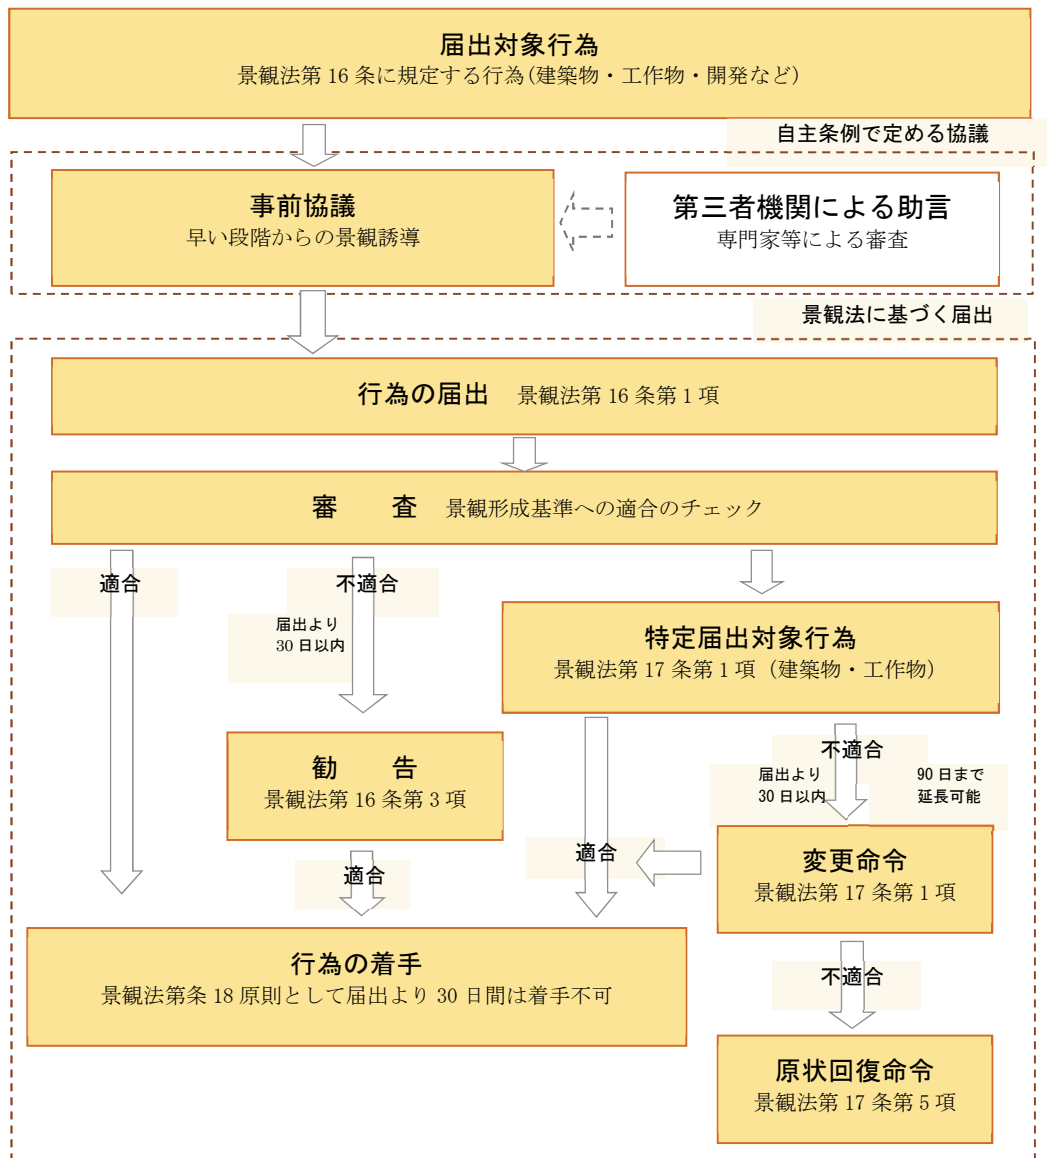 届出対象行為
景観法第 16 条に規定する行為(建築物・工作物・開発など)
自主条例で定める協議
事前協議
早い段階からの景観誘導
第三者機関による助言
専門家等による審査
景観法に基づく届出
行為の届出 景観法第 16 条第 1 項
審 査 景観形成基準への適合のチェック
適合
不適合
届出より
30 日以内
特定届出対象行為
景観法第 17 条第 1 項（建築物・工作物）
勧 告
景観法第 16 条第 3 項
不適合
届出より
30 日以内
90 日まで
延長可能
適合
適合
変更命令
景観法第 17 条第 1 項
行為の着手
景観法第条 18 原則として届出より 30 日間は着手不可
不適合
原状回復命令
景観法第 17 条第 5 項